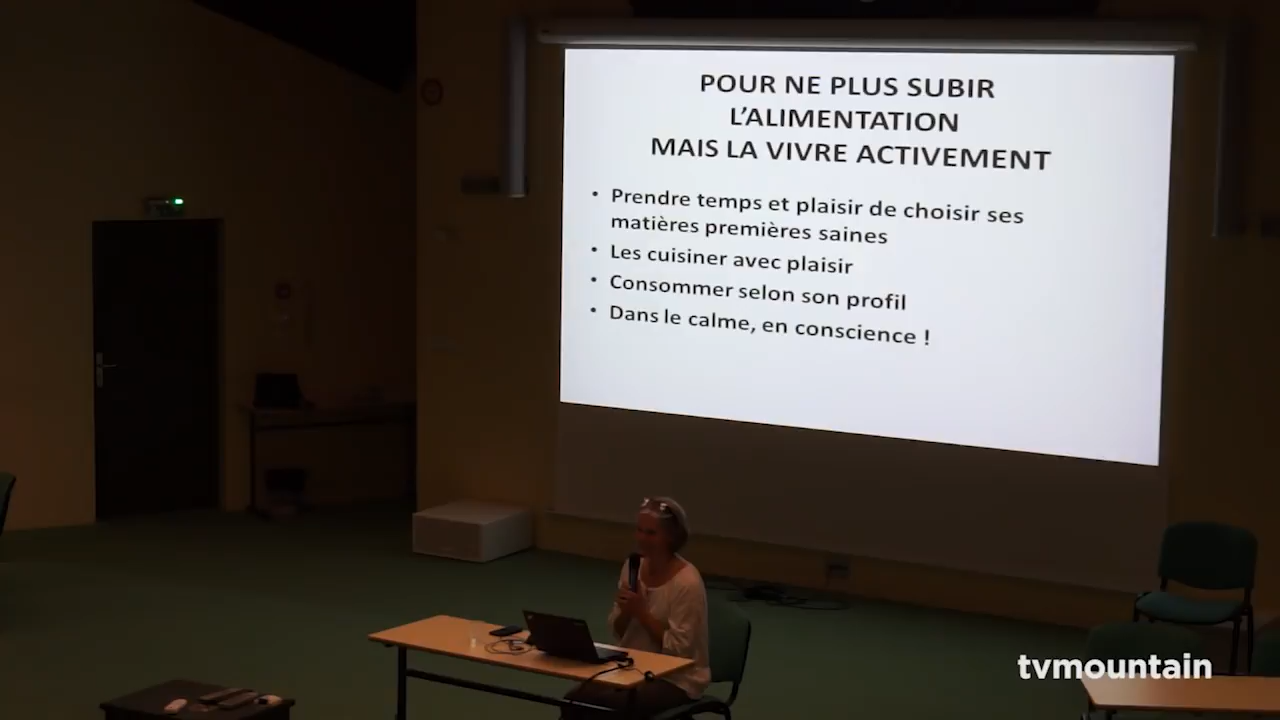 POUR NE PLUS SUBIR
L'ALIMENTATION
MAIS LA VIVRE ACTIVEMENT
• Prendre temps et plaisir de choisir ses
matières premières saines
• Les cuisiner avec plaisir
• Consommer selon son profil
• Dans le calme, en conscience !
tvmountain